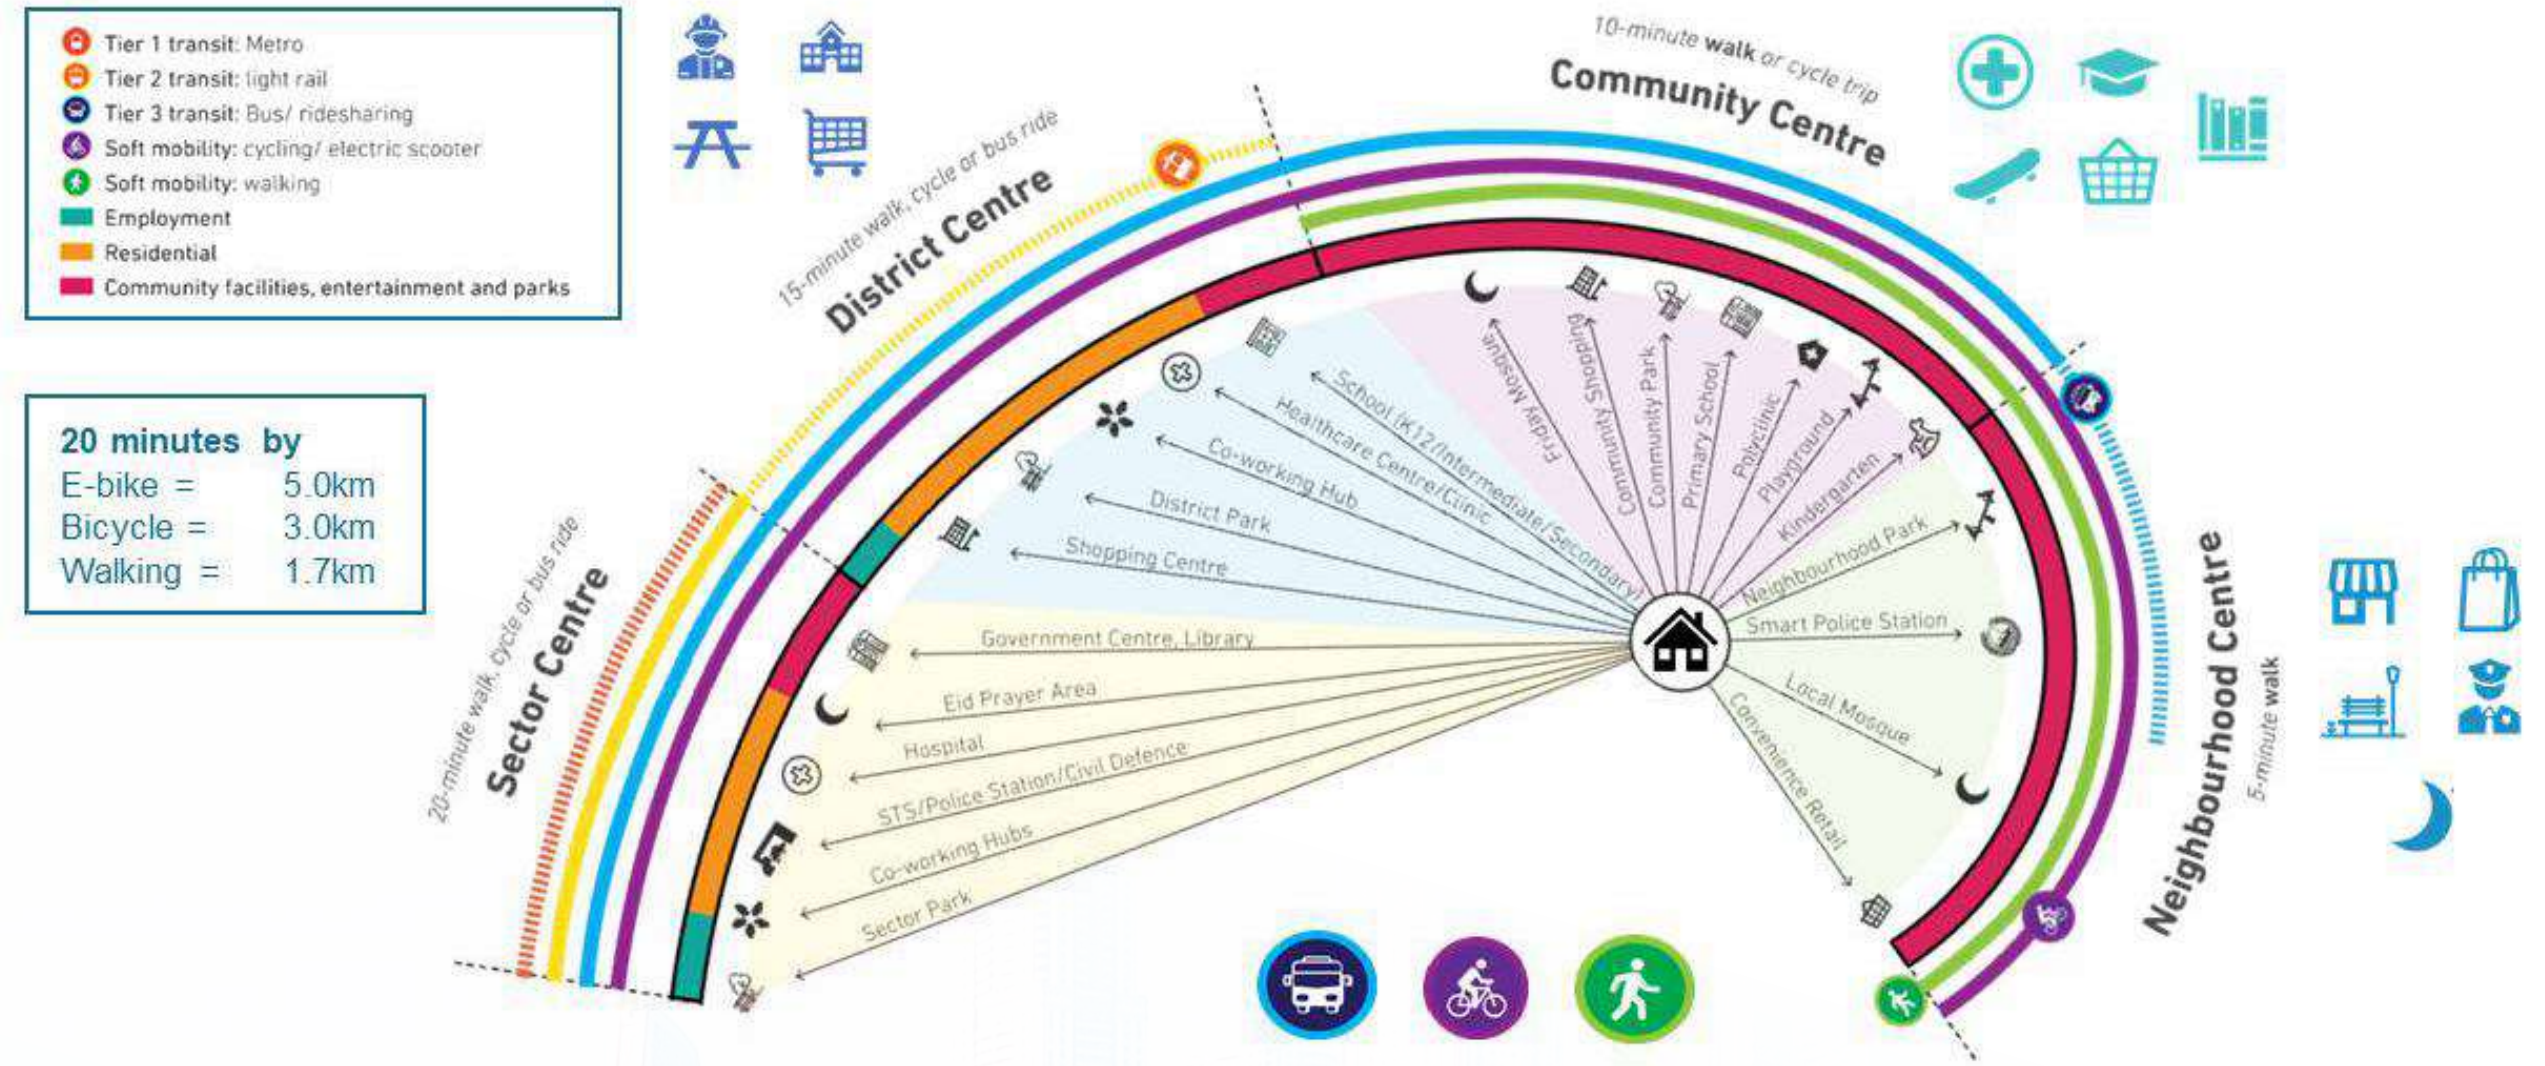 Tier 1 transit: Metro
Tier 2 transit: light rail
Tier 3 transit: Bus/ ridesharing
Soft mobility: cycling/ electric scooter
Soft mobility: walking
Employment
Residential
Community facilities, entertainment and parks
20 minutes by
E-bike = 5.0km
Bicycle = 3.0km
Walking = 1.7km
20-minute walk, cycle or bus ride
Sector Centre
15-minute walk, cycle or bus ride
District Centre
10-minute walk or cycle trip
Community Centre
Neighbourhood Centre
5-minute walk
Friday Mosque
Community Shopping
Community Park
Primary School
Polyclinic
Playground
Kindergarten
Neighbourhood Park
Smart Police Station
Local Mosque
Convenience Retail
School (K12/Intermediate/Secondary)
Healthcare Centre/Clinic
Co-working Hub
District Park
Shopping Centre
Government Centre, Library
Eid Prayer Area
Hospital
STS/Police Station/Civil Defence
Co-working Hubs
Sector Park